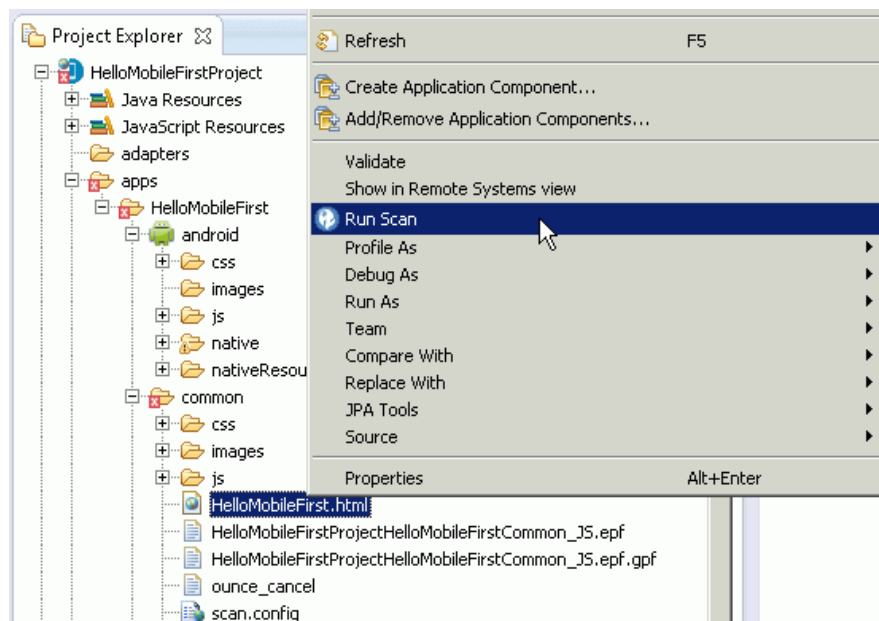 Project Explorer
HelloMobileFirstProject
Java Resources
JavaScript Resources
adapters
apps
HelloMobileFirst
android
css
images
js
native
nativeResou
common
css
images
js
HelloMobileFirst.html
HelloMobileFirstProjectHelloMobileFirstCommon_JS.epf
HelloMobileFirstProjectHelloMobileFirstCommon_JS.epf.gpf
ounce_cancel
scan.config
Refresh F5
Create Application Component...
Add/Remove Application Components...
Validate
Show in Remote Systems view
Run Scan
Profile As
Debug As
Run As
Team
Compare With
Replace With
JPA Tools
Source
Properties Alt+Enter